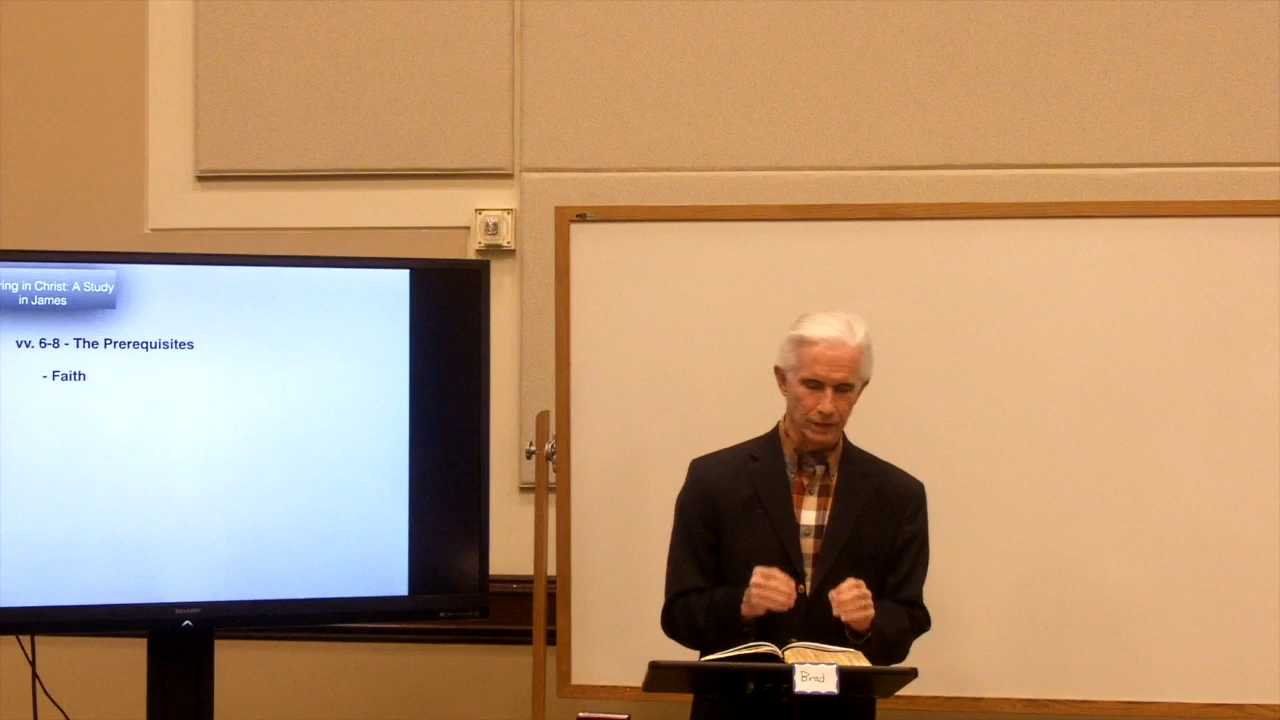 ring in Christ: A Study
in James
vv. 6-8 - The Prerequisites
- Faith
Brad